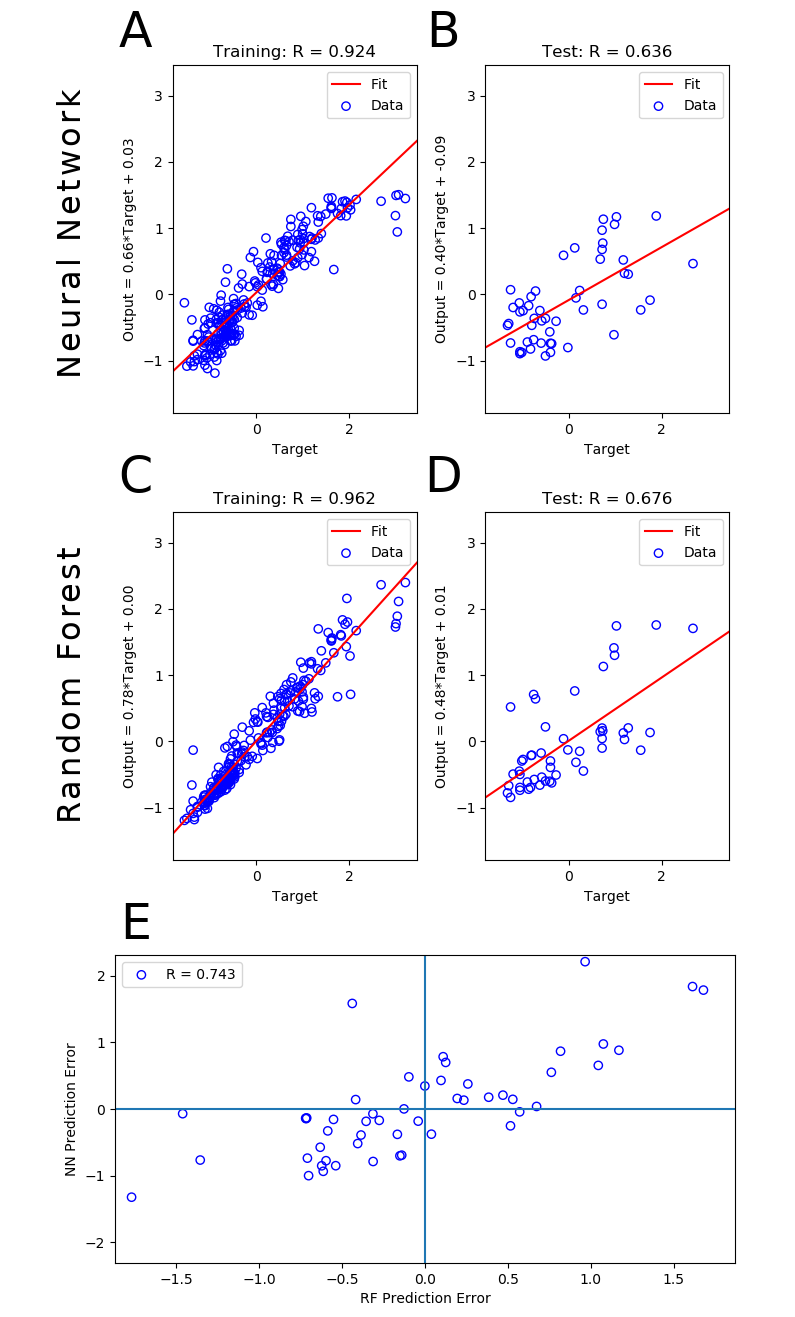 A
B
Training: R = 0.924
Test: R = 0.636
Neural Network
Output = 0.66*Target + 0.03
3
2
1
0
−1
Fit
Data
0
2
Target
Output = 0.40*Target + -0.09
3
2
1
0
−1
Fit
Data
0
2
Target
C
D
Training: R = 0.962
Test: R = 0.676
Random Forest
Output = 0.78*Target + 0.00
3
2
1
0
−1
Fit
Data
0
2
Target
Output = 0.48*Target + 0.01
3
2
1
0
−1
Fit
Data
0
2
Target
E
R = 0.743
NN Prediction Error
2
1
0
−1
−2
−1.5
−1.0
−0.5
0.0
0.5
1.0
1.5
RF Prediction Error